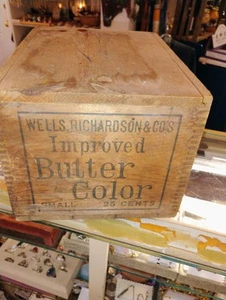 WELLS, RICHARDSON & CO'S
Improved
Butter
Color
SMALL 25 CENTS